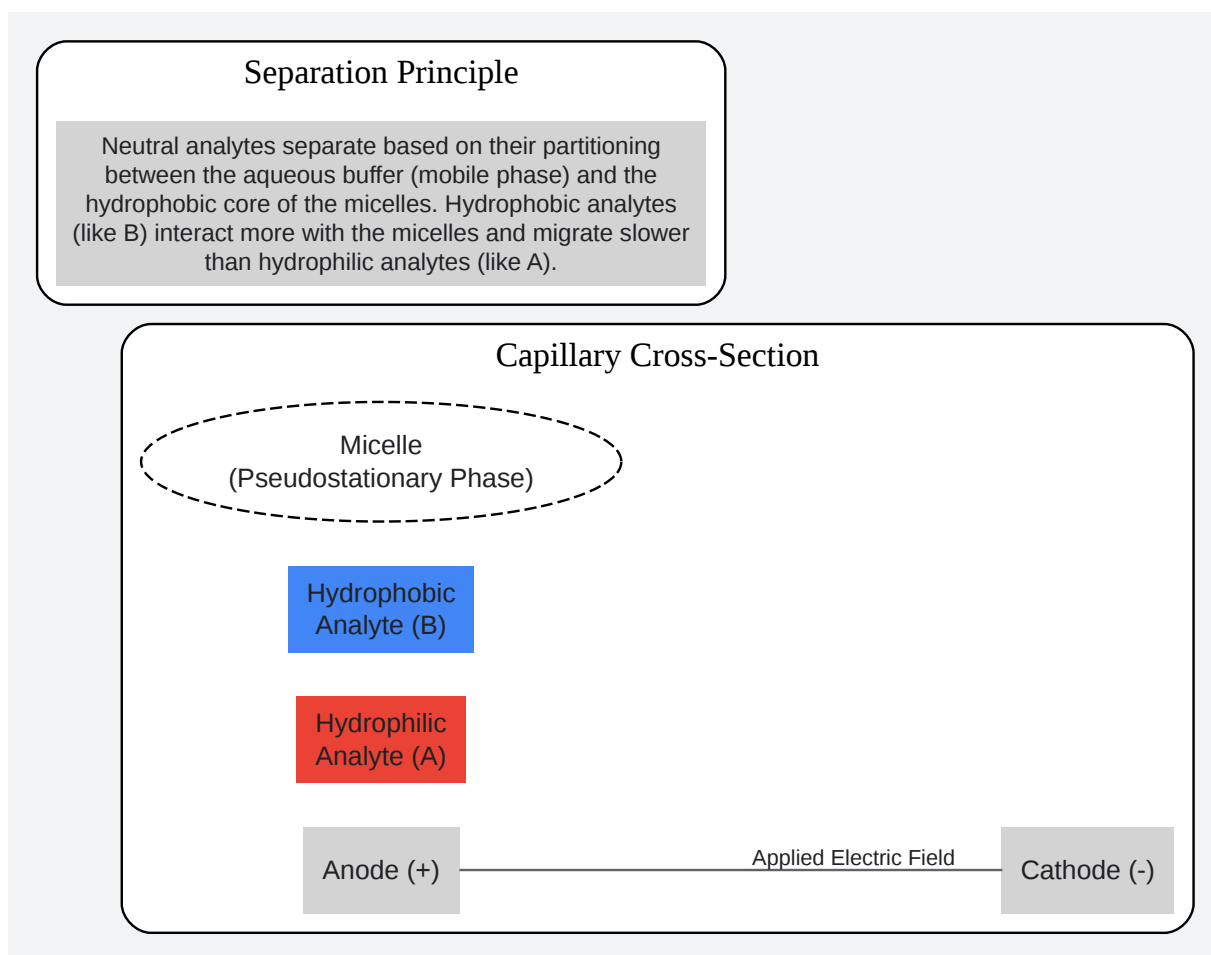 Separation Principle
Neutral analytes separate based on their partitioning
between the aqueous buffer (mobile phase) and the
hydrophobic core of the micelles. Hydrophobic analytes
(like B) interact more with the micelles and migrate slower
than hydrophilic analytes (like A).
Capillary Cross-Section
Micelle
(Pseudostationary Phase)
Hydrophobic
Analyte (B)
Hydrophilic
Analyte (A)
Anode (+)
Applied Electric Field
Cathode (-)